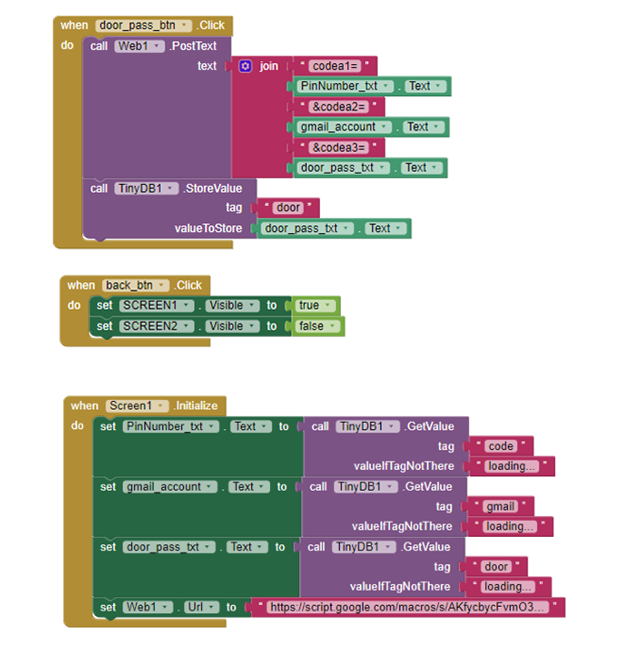 when door_pass_btn .Click
do call Web1 .PostText
text join " codea1= "
PinNumber_txt . Text
" &codea2= "
gmail_account . Text
" &codea3= "
door_pass_txt . Text
call TinyDB1 .StoreValue
tag " door "
valueToStore door_pass_txt . Text
when back_btn .Click
do set SCREEN1 . Visible to true
set SCREEN2 . Visible to false
when Screen1 .Initialize
do set PinNumber_txt . Text to call TinyDB1 .GetValue
tag " code "
valueIfTagNotThere " loading... "
set gmail_account . Text to call TinyDB1 .GetValue
tag " gmail "
valueIfTagNotThere " loading... "
set door_pass_txt . Text to call TinyDB1 .GetValue
tag " door "
valueIfTagNotThere " loading... "
set Web1 . Url to " https://script.google.com/macros/s/AKfycbycFvmO3... "